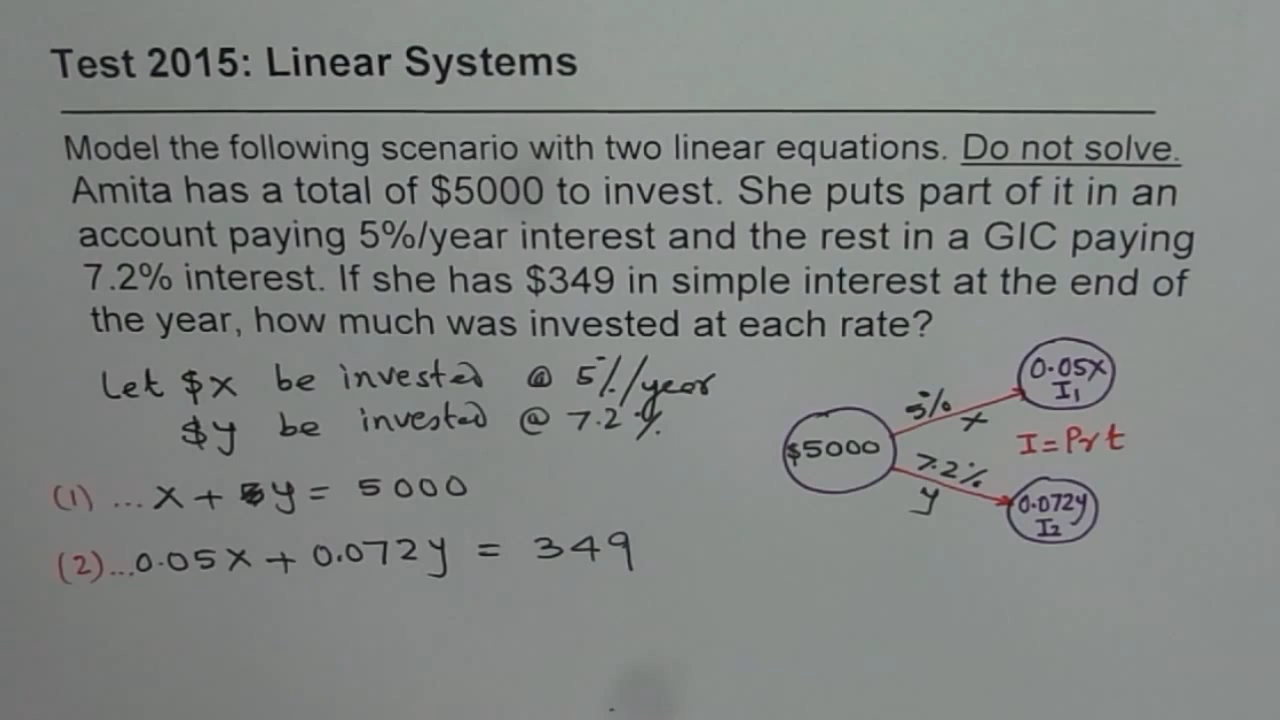 Test 2015: Linear Systems
Model the following scenario with two linear equations. Do not solve.
Amita has a total of $5000 to invest. She puts part of it in an
account paying 5%/year interest and the rest in a GIC paying
7.2% interest. If she has $349 in simple interest at the end of
the year, how much was invested at each rate?
Let $x be invested @ 5%/year
$y be invested @ 7.2%
(1) ... x + y = 5000
(2) ... 0.05x + 0.072y = 349
$5000
5%
x
0.05x
I₁
I = Prt
7.2%
y
0.072y
I₂